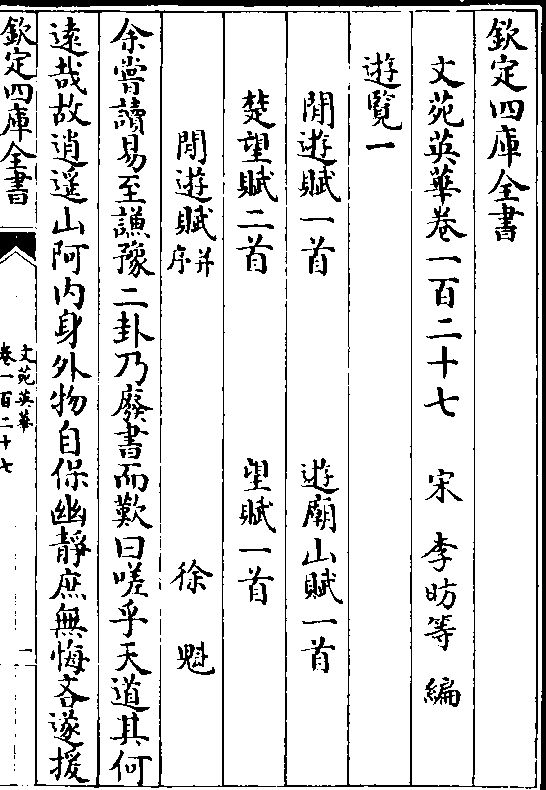 欽定四庫全書
文苑英華卷一百二十七　宋　李昉等　編
遊覽一
閒遊賦一首　遊廟山賦一首
楚望賦二首　望賦一首
閒遊賦并序　徐魁
余嘗讀易至謙豫二卦乃廢書而歎曰嗟乎天道其何
遠哉故逍遥山阿内身外物自保幽靜庶無悔吝遂援
欽定四庫全書
文苑英華
卷一百二十七
一